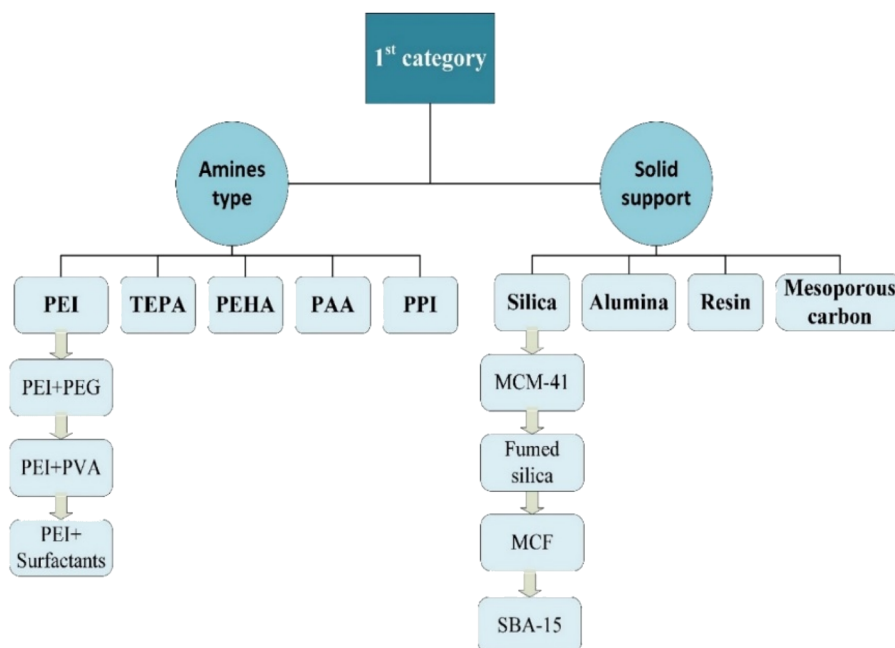 1st category
Amines
type
Solid
support
PEI
TEPA
PEHA
PAA
PPI
Silica
Alumina
Resin
Mesoporous
carbon
PEI+PEG
PEI+PVA
PEI+
Surfactants
MCM-41
Fumed
silica
MCF
SBA-15